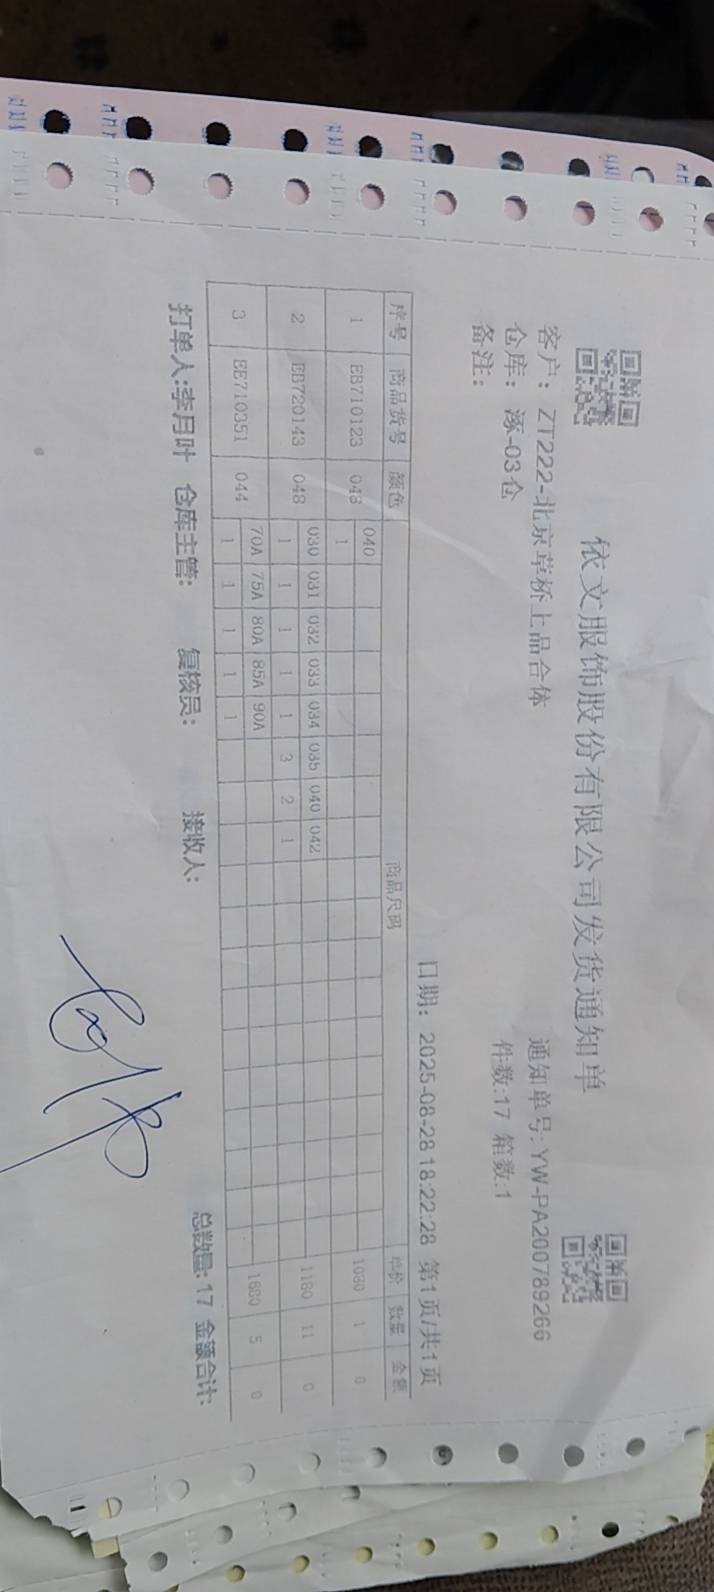 依文服饰股份有限公司发货通知单
客户：ZT222-北京草桥上品合体 通知单号:YW-PA200789266
仓库：涿-03仓 件数:17 箱数:1
备注：
日期：2025-08-28 18:22:28 第1页/共1页
序号 商品货号 颜色 商品尺码 单价 数量 金额
040
1 EB710123 043 1 1 0
030 031 032 033 034 035 040 042
2 EB720143 048 1 1 1 1 1 3 2 1 1180 11 0
70A 75A 80A 85A 90A
3 EE710351 044 1 1 1 1 1 1680 5 0
打单人:李月叶 仓库主管: 复核员: 接收人: 总数量: 17 金额合计: